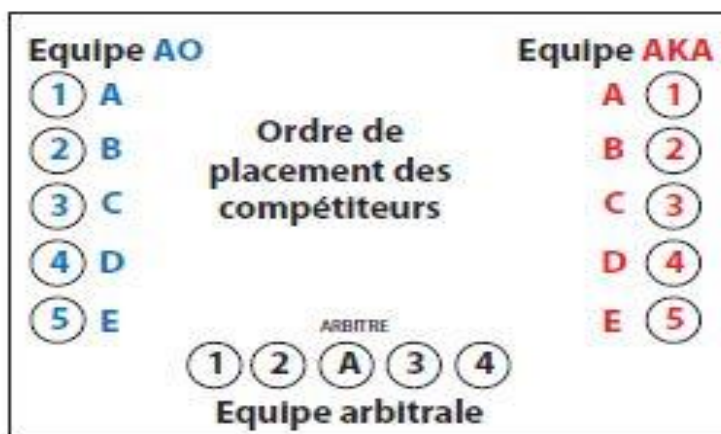 Equipe AO Equipe AKA
1 A A 1
2 B B 2
Ordre de
placement des
compétiteurs
3 C C 3
4 D D 4
5 E E 5
ARBITRE
1 2 A 3 4
Equipe arbitrale